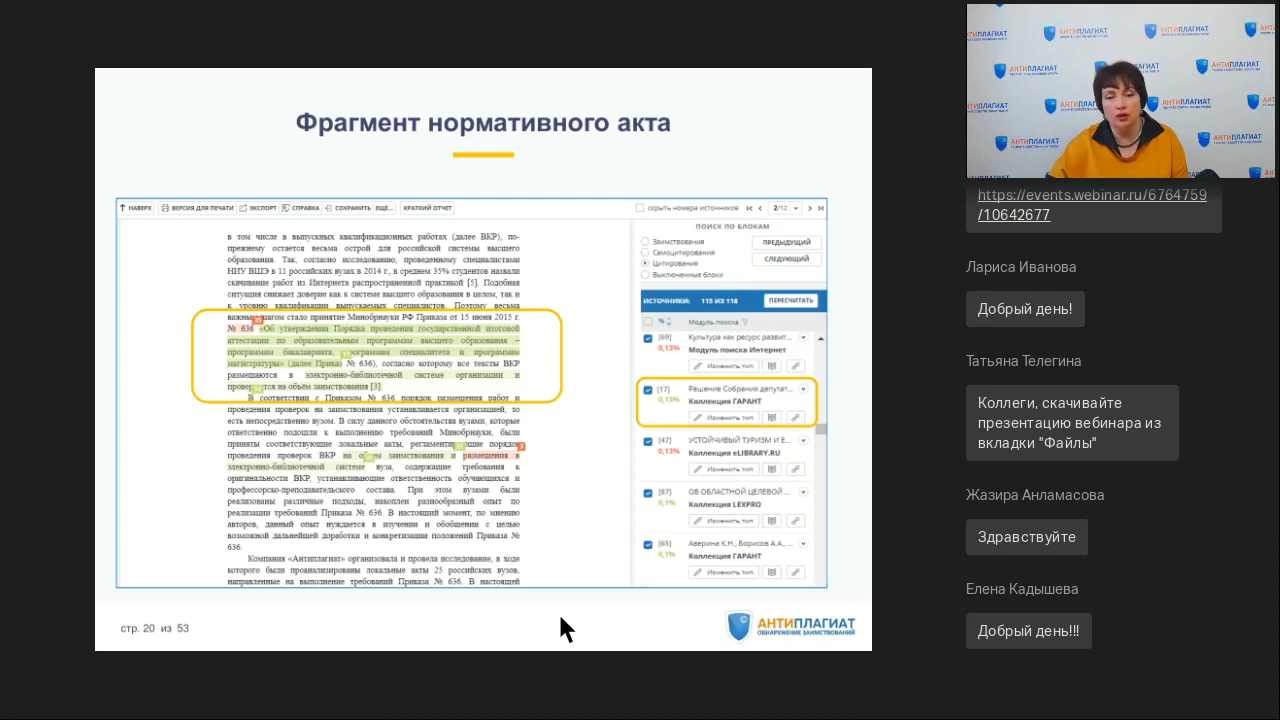 Фрагмент нормативного акта
НАВЕРХ ВЕРСИЯ ДЛЯ ПЕЧАТИ ЭКСПОРТ СПРАВКА СОХРАНИТЬ ЕЩЁ... КРАТКИЙ ОТЧЕТ
скрыть номера источников 2/12
в том числе в выпускных квалификационных работах (далее ВКР), по-
прежнему остается весьма острой для российской системы высшего
образования. Так, согласно исследованию, проведенному специалистами
НИУ ВШЭ в 11 российских вузах в 2014 г., в среднем 35% студентов назвали
скачивание работ из Интернета распространенной практикой [5]. Подобная
ситуация снижает доверие как к системе высшего образования в целом, так и
к уровню квалификации выпускаемых специалистов. Поэтому весьма
важным шагом стало принятие Минобрнауки РФ Приказа от 15 июня 2015 г.
№ 636 «Об утверждении Порядка проведения государственной итоговой
аттестации по образовательным программам высшего образования –
программам бакалавриата, программам специалитета и программам
магистратуры» (далее Приказ № 636), согласно которому все тексты ВКР
размещаются в электронно-библиотечной системе организации и
проверяются на объём заимствования [3].
В соответствии с Приказом № 636 порядок размещения работ и
проведения проверок на заимствования устанавливается организацией, то
есть непосредственно вузом. В силу данного обстоятельства вузами, которые
ответственно подошли к выполнению требований Минобрнауки, были
приняты соответствующие локальные акты, регламентирующие порядок
проведения проверок ВКР на объем заимствования и размещения в
электронно-библиотечной системе вуза, содержащие требования к
оригинальности ВКР, устанавливающие ответственность обучающихся и
профессорско-преподавательского состава. При этом вузами были
реализованы различные подходы, накоплен разнообразный опыт по
реализации требований Приказа № 636. В настоящий момент, по мнению
авторов, данный опыт нуждается в изучении и обобщении с целью
возможной дальнейшей доработки и конкретизации положений Приказа №
636.
Компания «Антиплагиат» организовала и провела исследование, в ходе
которого были проанализированы локальные акты 25 российских вузов,
направленные на выполнение требований Приказа № 636. В настоящей
ПОИСК ПО БЛОКАМ
Заимствования
Самоцитирования
Цитирования
Выключенные блоки
ПРЕДЫДУЩИЙ
СЛЕДУЮЩИЙ
ИСТОЧНИКИ: 115 ИЗ 118 ПЕРЕСЧИТАТЬ
% Модуль поиска
[69] Культура как ресурс развит...
0,13% Модуль поиска Интернет
Изменить тип
[17] Решение Собрания депутат...
0,13% Коллекция ГАРАНТ
Изменить тип
[47] УСТОЙЧИВЫЙ ТУРИЗМ И Е...
0,13% Коллекция eLIBRARY.RU
Изменить тип
[87] ОБ ОБЛАСТНОЙ ЦЕЛЕВОЙ ...
0,1% Коллекция LEXPRO
Изменить тип
[65] Аверина К.Н., Борисов А.А., ...
0,1% Коллекция ГАРАНТ
Изменить тип
стр. 20 из 53
АНТИПЛАГИАТ
ОБНАРУЖЕНИЕ ЗАИМСТВОВАНИЙ
https://events.webinar.ru/6764759
/10642677
Лариса Иванова
Добрый день!
Татьяна Телегина
Коллеги, скачивайте
презентацию вебинара из
вкладки "Файлы"
Жазира Анламасова
Здравствуйте
Елена Кадышева
Добрый день!!!